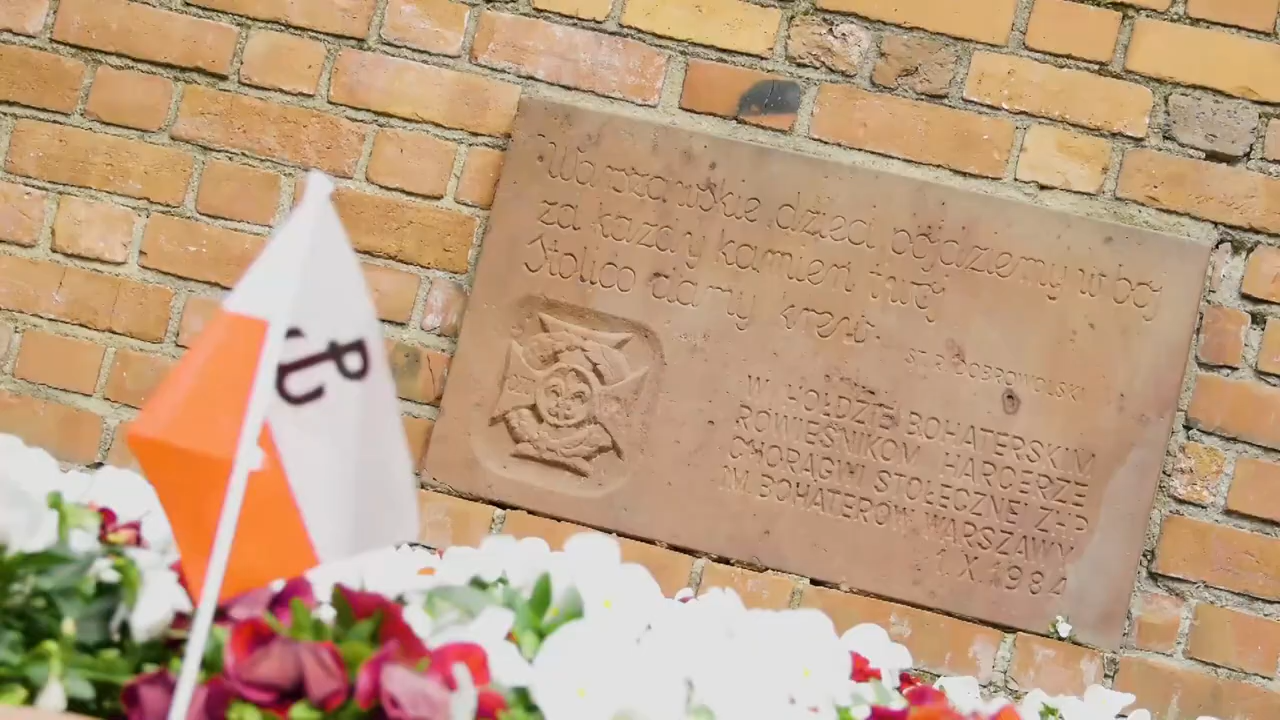 Warszawskie dzieci pójdziemy w bój
za każdy kamień twój
Stolico damy krew.
ST. R. DOBROWOLSKI
W HOŁDZIE BOHATERSKIM
RÓWIEŚNIKOM HARCERZE
CHORĄGWI STOŁECZNEJ ZHP
IM. BOHATERÓW WARSZAWY
1.X.1984